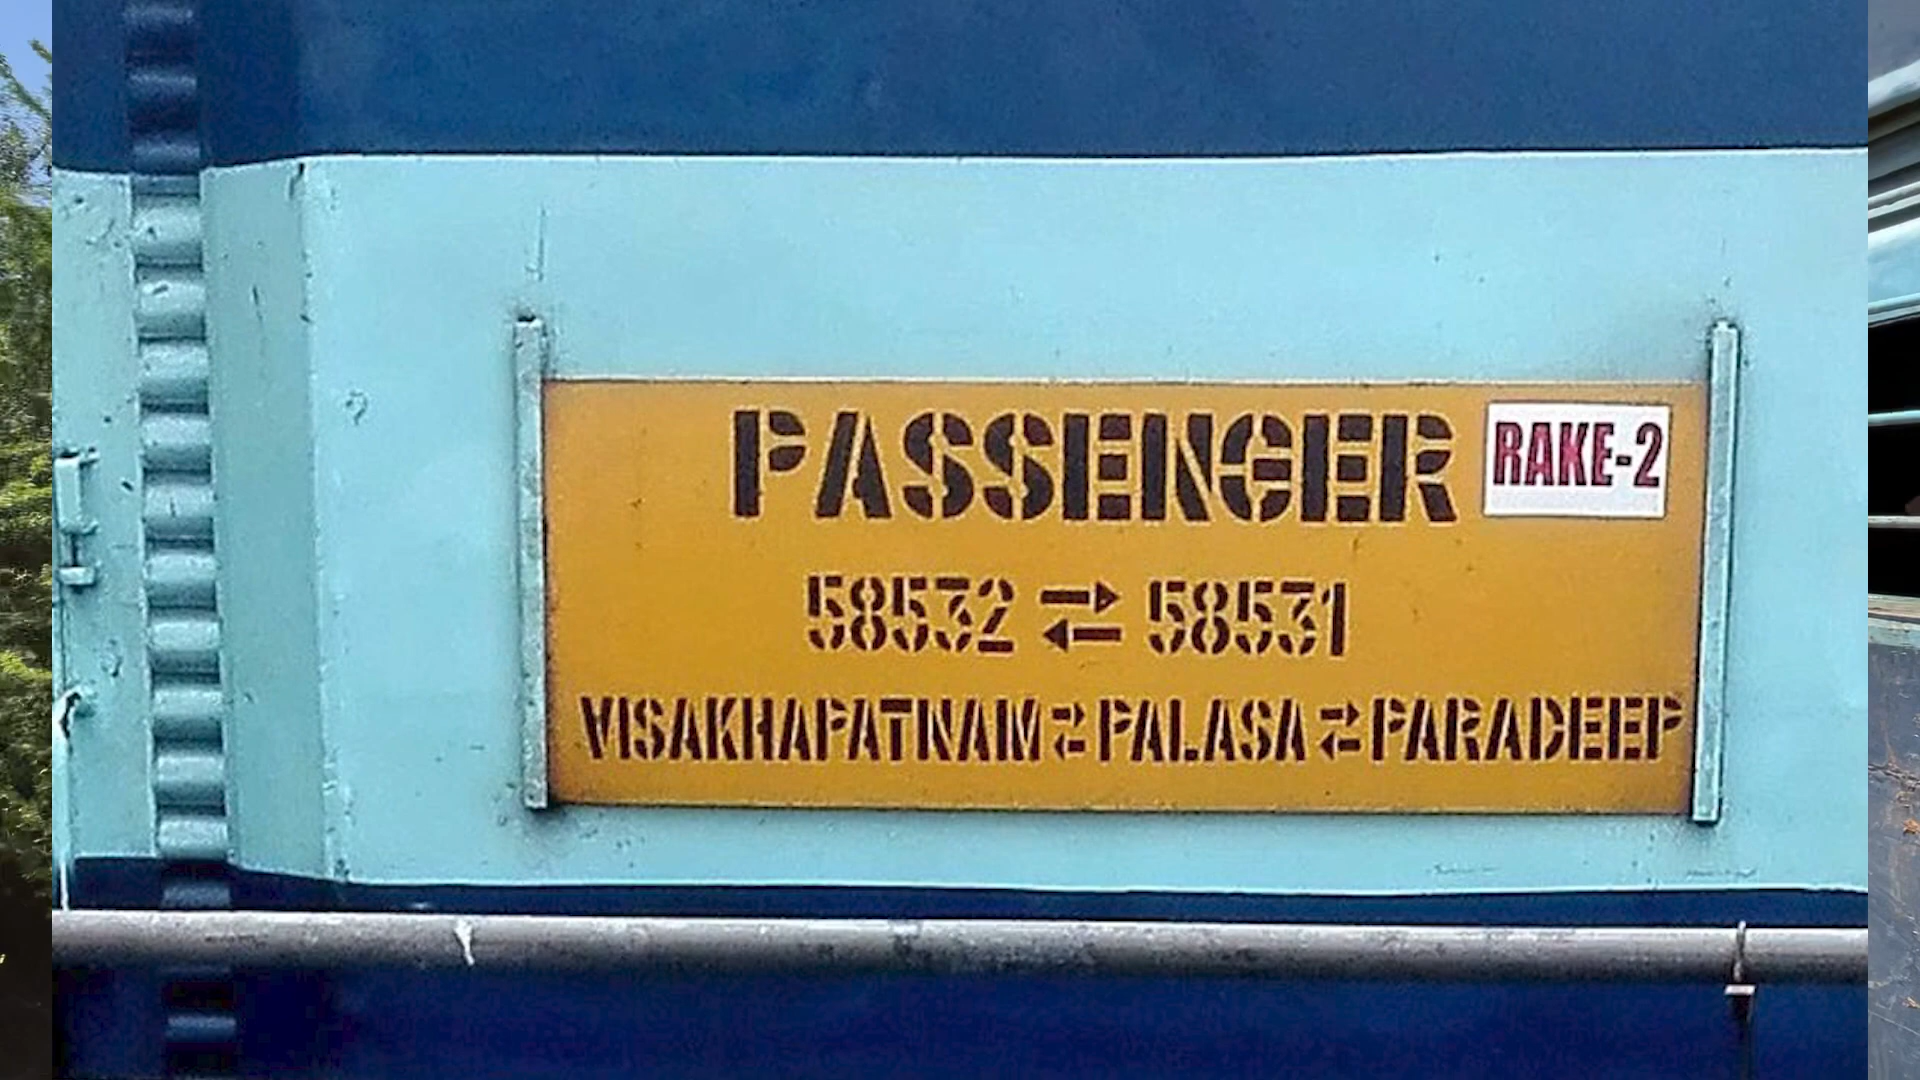 PASSENGER RAKE-2
58532 ⇄ 58531
VISAKHAPATNAM⇄PALASA⇄PARADEEP